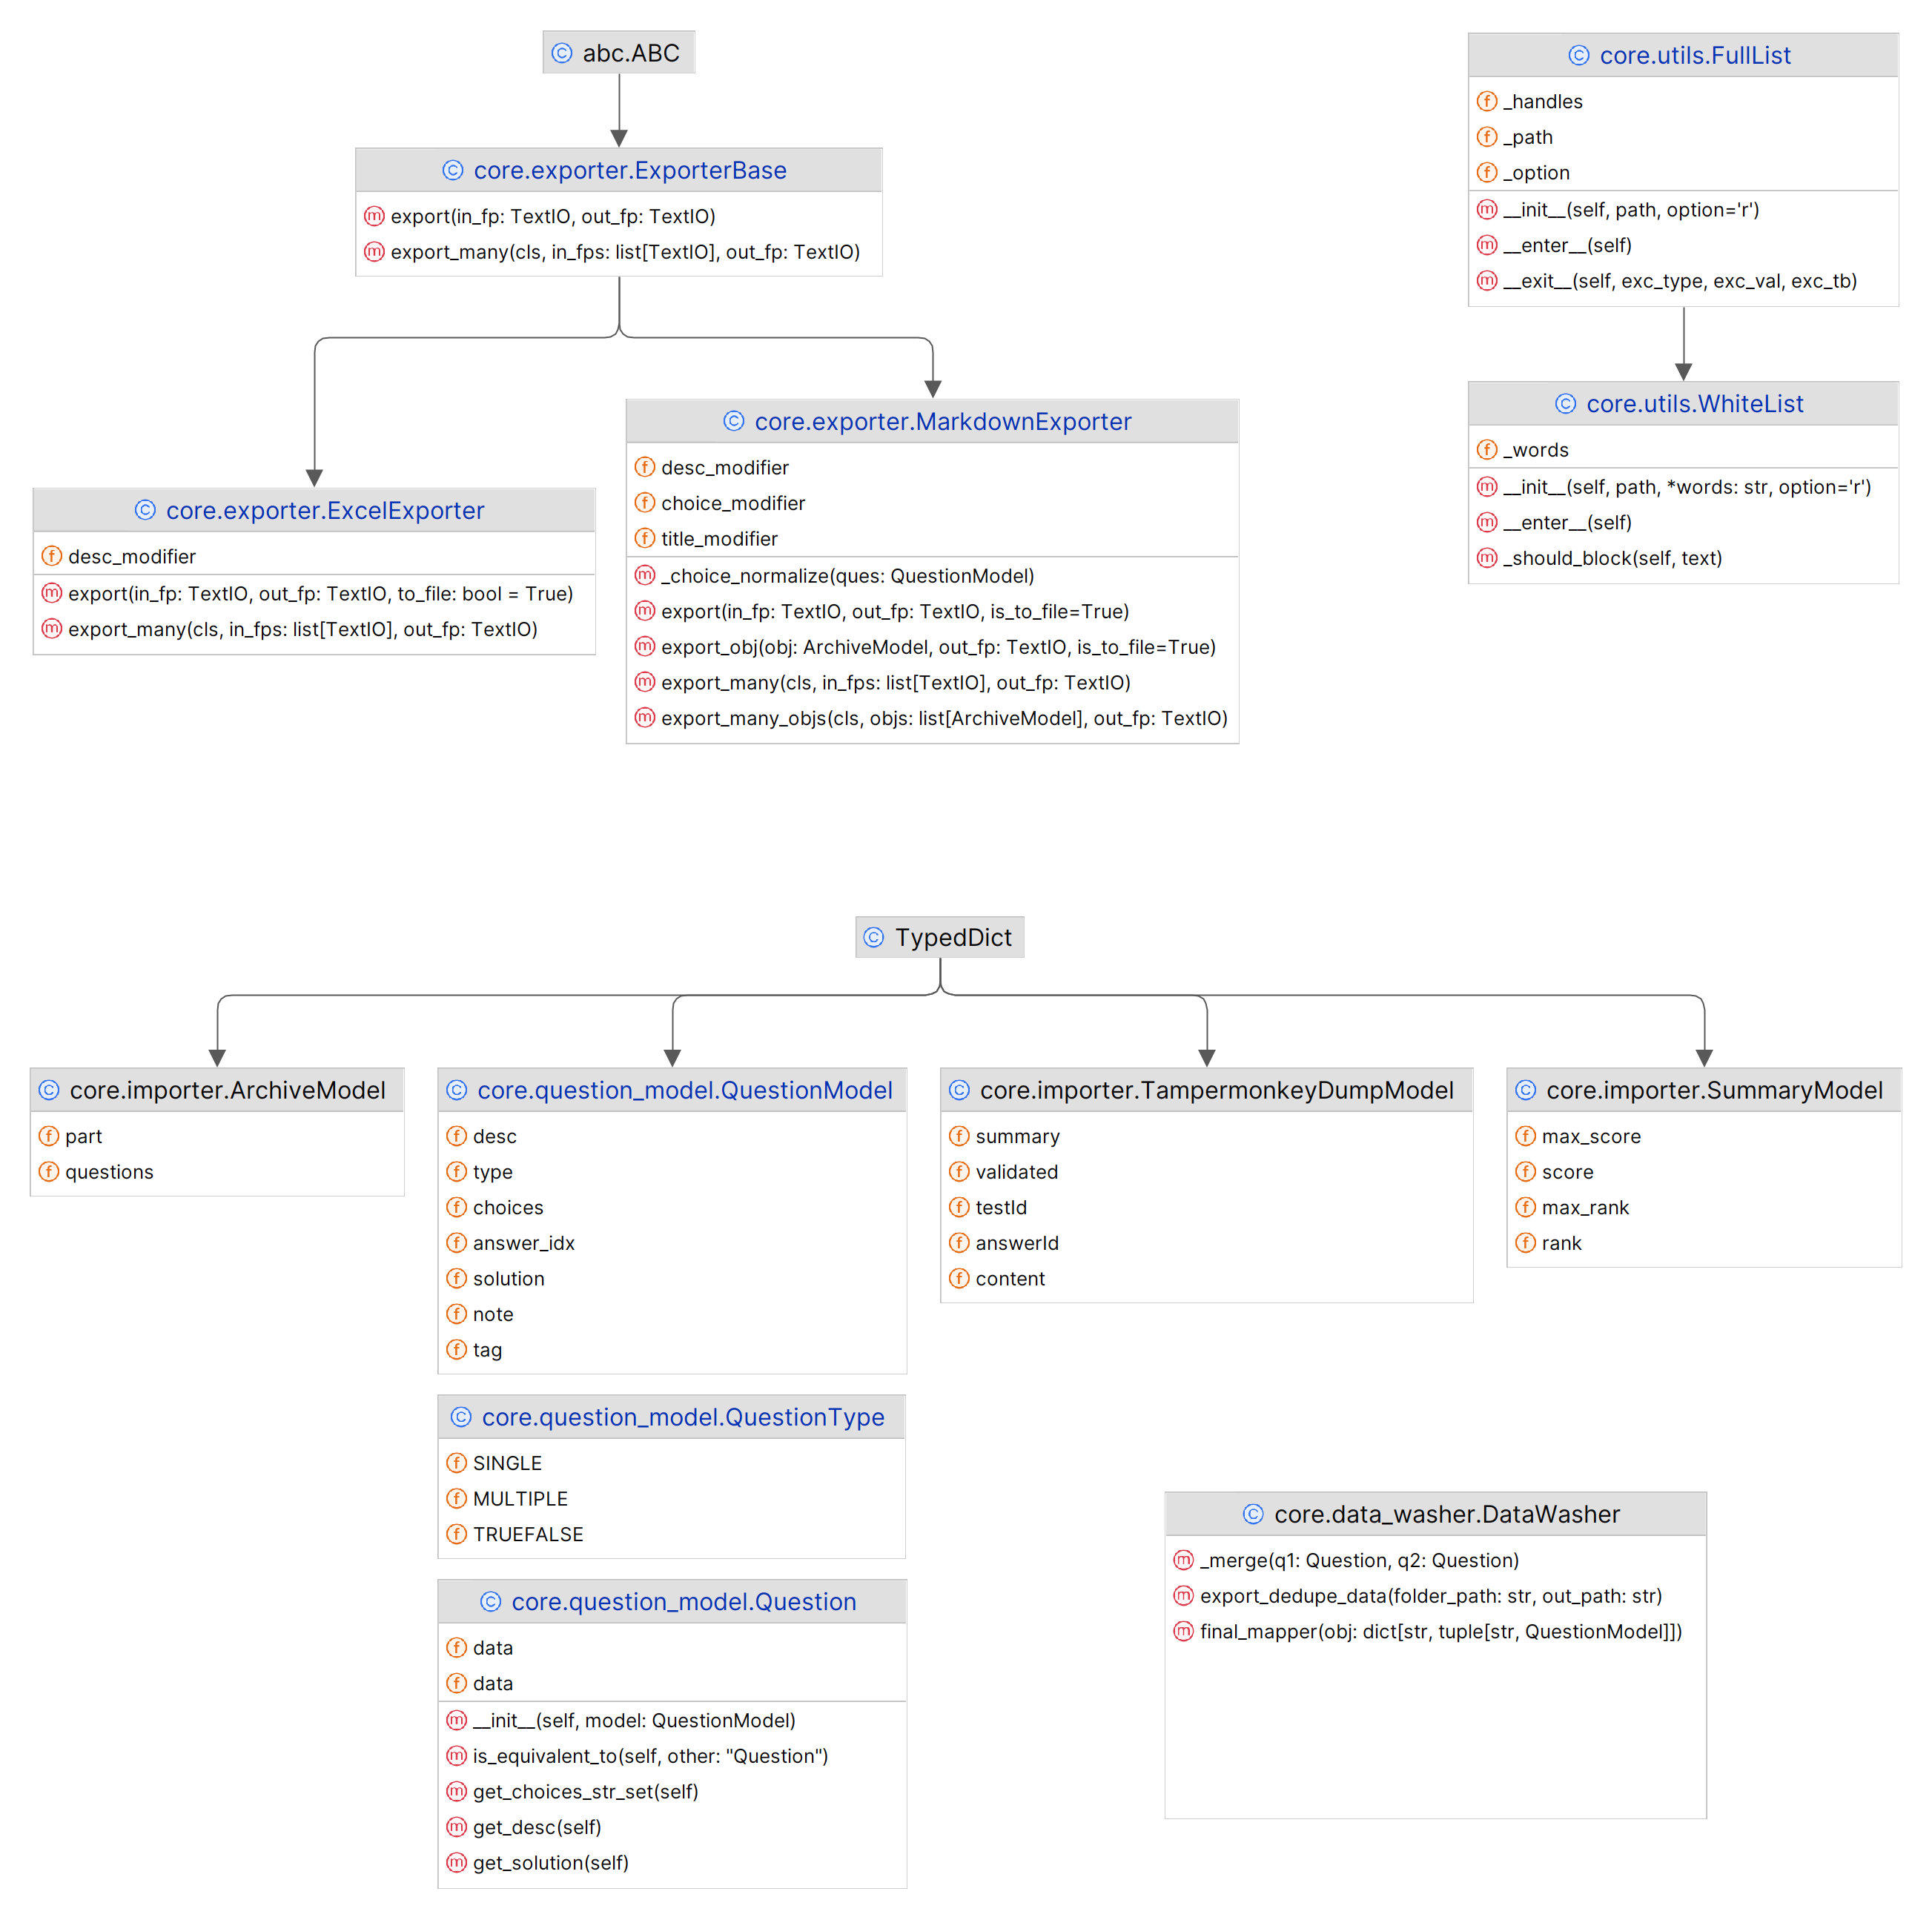 abc.ABC
core.exporter.ExporterBase
export(in_fp: TextIO, out_fp: TextIO)
export_many(cls, in_fps: list[TextIO], out_fp: TextIO)
core.exporter.ExcelExporter
desc_modifier
export(in_fp: TextIO, out_fp: TextIO, to_file: bool = True)
export_many(cls, in_fps: list[TextIO], out_fp: TextIO)
core.exporter.MarkdownExporter
desc_modifier
choice_modifier
title_modifier
_choice_normalize(ques: QuestionModel)
export(in_fp: TextIO, out_fp: TextIO, is_to_file=True)
export_obj(obj: ArchiveModel, out_fp: TextIO, is_to_file=True)
export_many(cls, in_fps: list[TextIO], out_fp: TextIO)
export_many_objs(cls, objs: list[ArchiveModel], out_fp: TextIO)
core.utils.FullList
_handles
_path
_option
__init__(self, path, option='r')
__enter__(self)
__exit__(self, exc_type, exc_val, exc_tb)
core.utils.WhiteList
_words
__init__(self, path, *words: str, option='r')
__enter__(self)
_should_block(self, text)
TypedDict
core.importer.ArchiveModel
part
questions
core.question_model.QuestionModel
desc
type
choices
answer_idx
solution
note
tag
core.importer.TampermonkeyDumpModel
summary
validated
testId
answerId
content
core.importer.SummaryModel
max_score
score
max_rank
rank
core.question_model.QuestionType
SINGLE
MULTIPLE
TRUEFALSE
core.question_model.Question
data
data
__init__(self, model: QuestionModel)
is_equivalent_to(self, other: "Question")
get_choices_str_set(self)
get_desc(self)
get_solution(self)
core.data_washer.DataWasher
_merge(q1: Question, q2: Question)
export_dedupe_data(folder_path: str, out_path: str)
final_mapper(obj: dict[str, tuple[str, QuestionModel]])